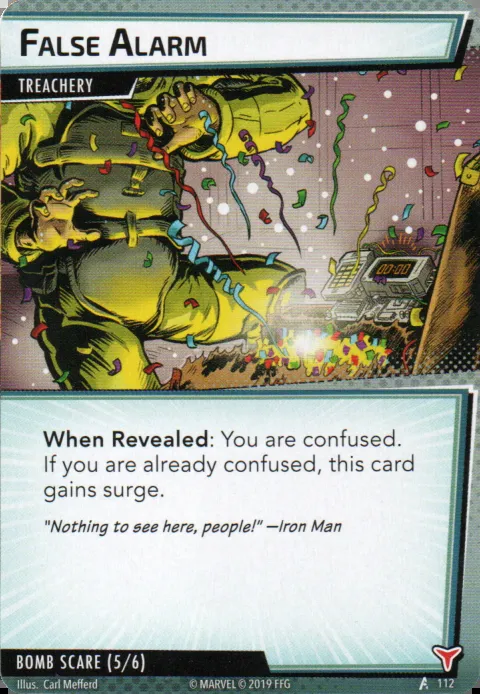 FALSE ALARM
TREACHERY
00:00
When Revealed: You are confused.
If you are already confused, this card
gains surge.
"Nothing to see here, people!" —Iron Man
BOMB SCARE (5/6)
Illus. Carl Mefferd
© MARVEL © 2019 FFG
112